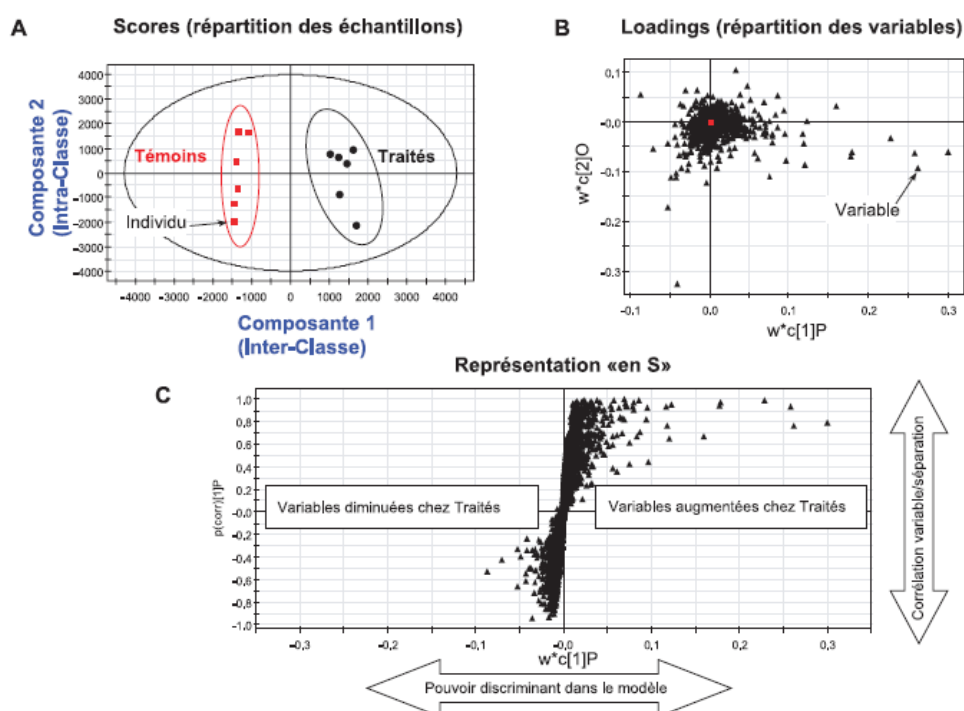 A
Scores (répartition des échantillons)
4000
3000
2000
1000
0
-1000
-2000
-3000
-4000
Témoins
Traités
Individu
-4000 -3000 -2000 -1000 0 1000 2000 3000 4000
Composante 2
(Intra-Classe)
Composante 1
(Inter-Classe)
B
Loadings (répartition des variables)
0,1
-0.0
-0.1
-0.2
-0.3
w*c[2]O
Variable
-0.1 0.0 0.1 0.2 0.3
w*c[1]P
Représentation «en S»
C
1,0
0.8
0.6
0,4
0.2
-0.0
-0.2
-0.4
-0.6
-0,8
-1.0
p(corr)[1]P
Variables diminuées chez Traités
Variables augmentées chez Traités
-0,3 -0,2 -0,1 -0,0 0,1 0,2 0,3
w*c[1]P
Pouvoir discriminant dans le modèle
Corrélation variable/séparation